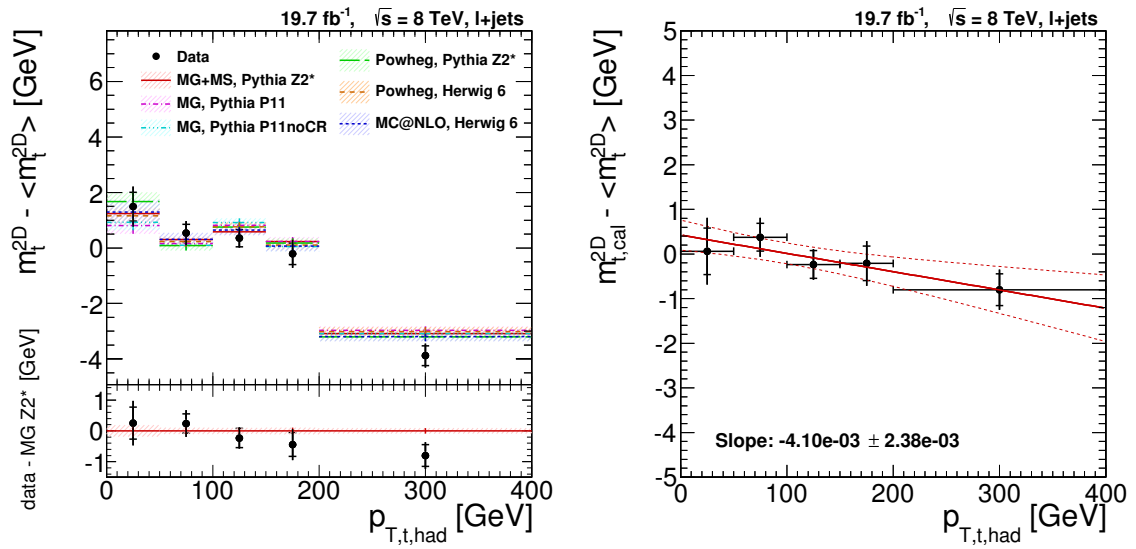 19.7 fb⁻¹, √s = 8 TeV, l+jets
m_t^2D - <m_t^2D> [GeV]
6
4
2
0
-2
-4
Data
MG+MS, Pythia Z2*
MG, Pythia P11
MG, Pythia P11noCR
Powheg, Pythia Z2*
Powheg, Herwig 6
MC@NLO, Herwig 6
data - MG Z2* [GeV]
1
0
-1
0 100 200 300 400
p_T,t,had [GeV]
19.7 fb⁻¹, √s = 8 TeV, l+jets
m_t,cal^2D - <m_t^2D> [GeV]
5
4
3
2
1
0
-1
-2
-3
-4
-5
Slope: -4.10e-03 ± 2.38e-03
0 100 200 300 400
p_T,t,had [GeV]